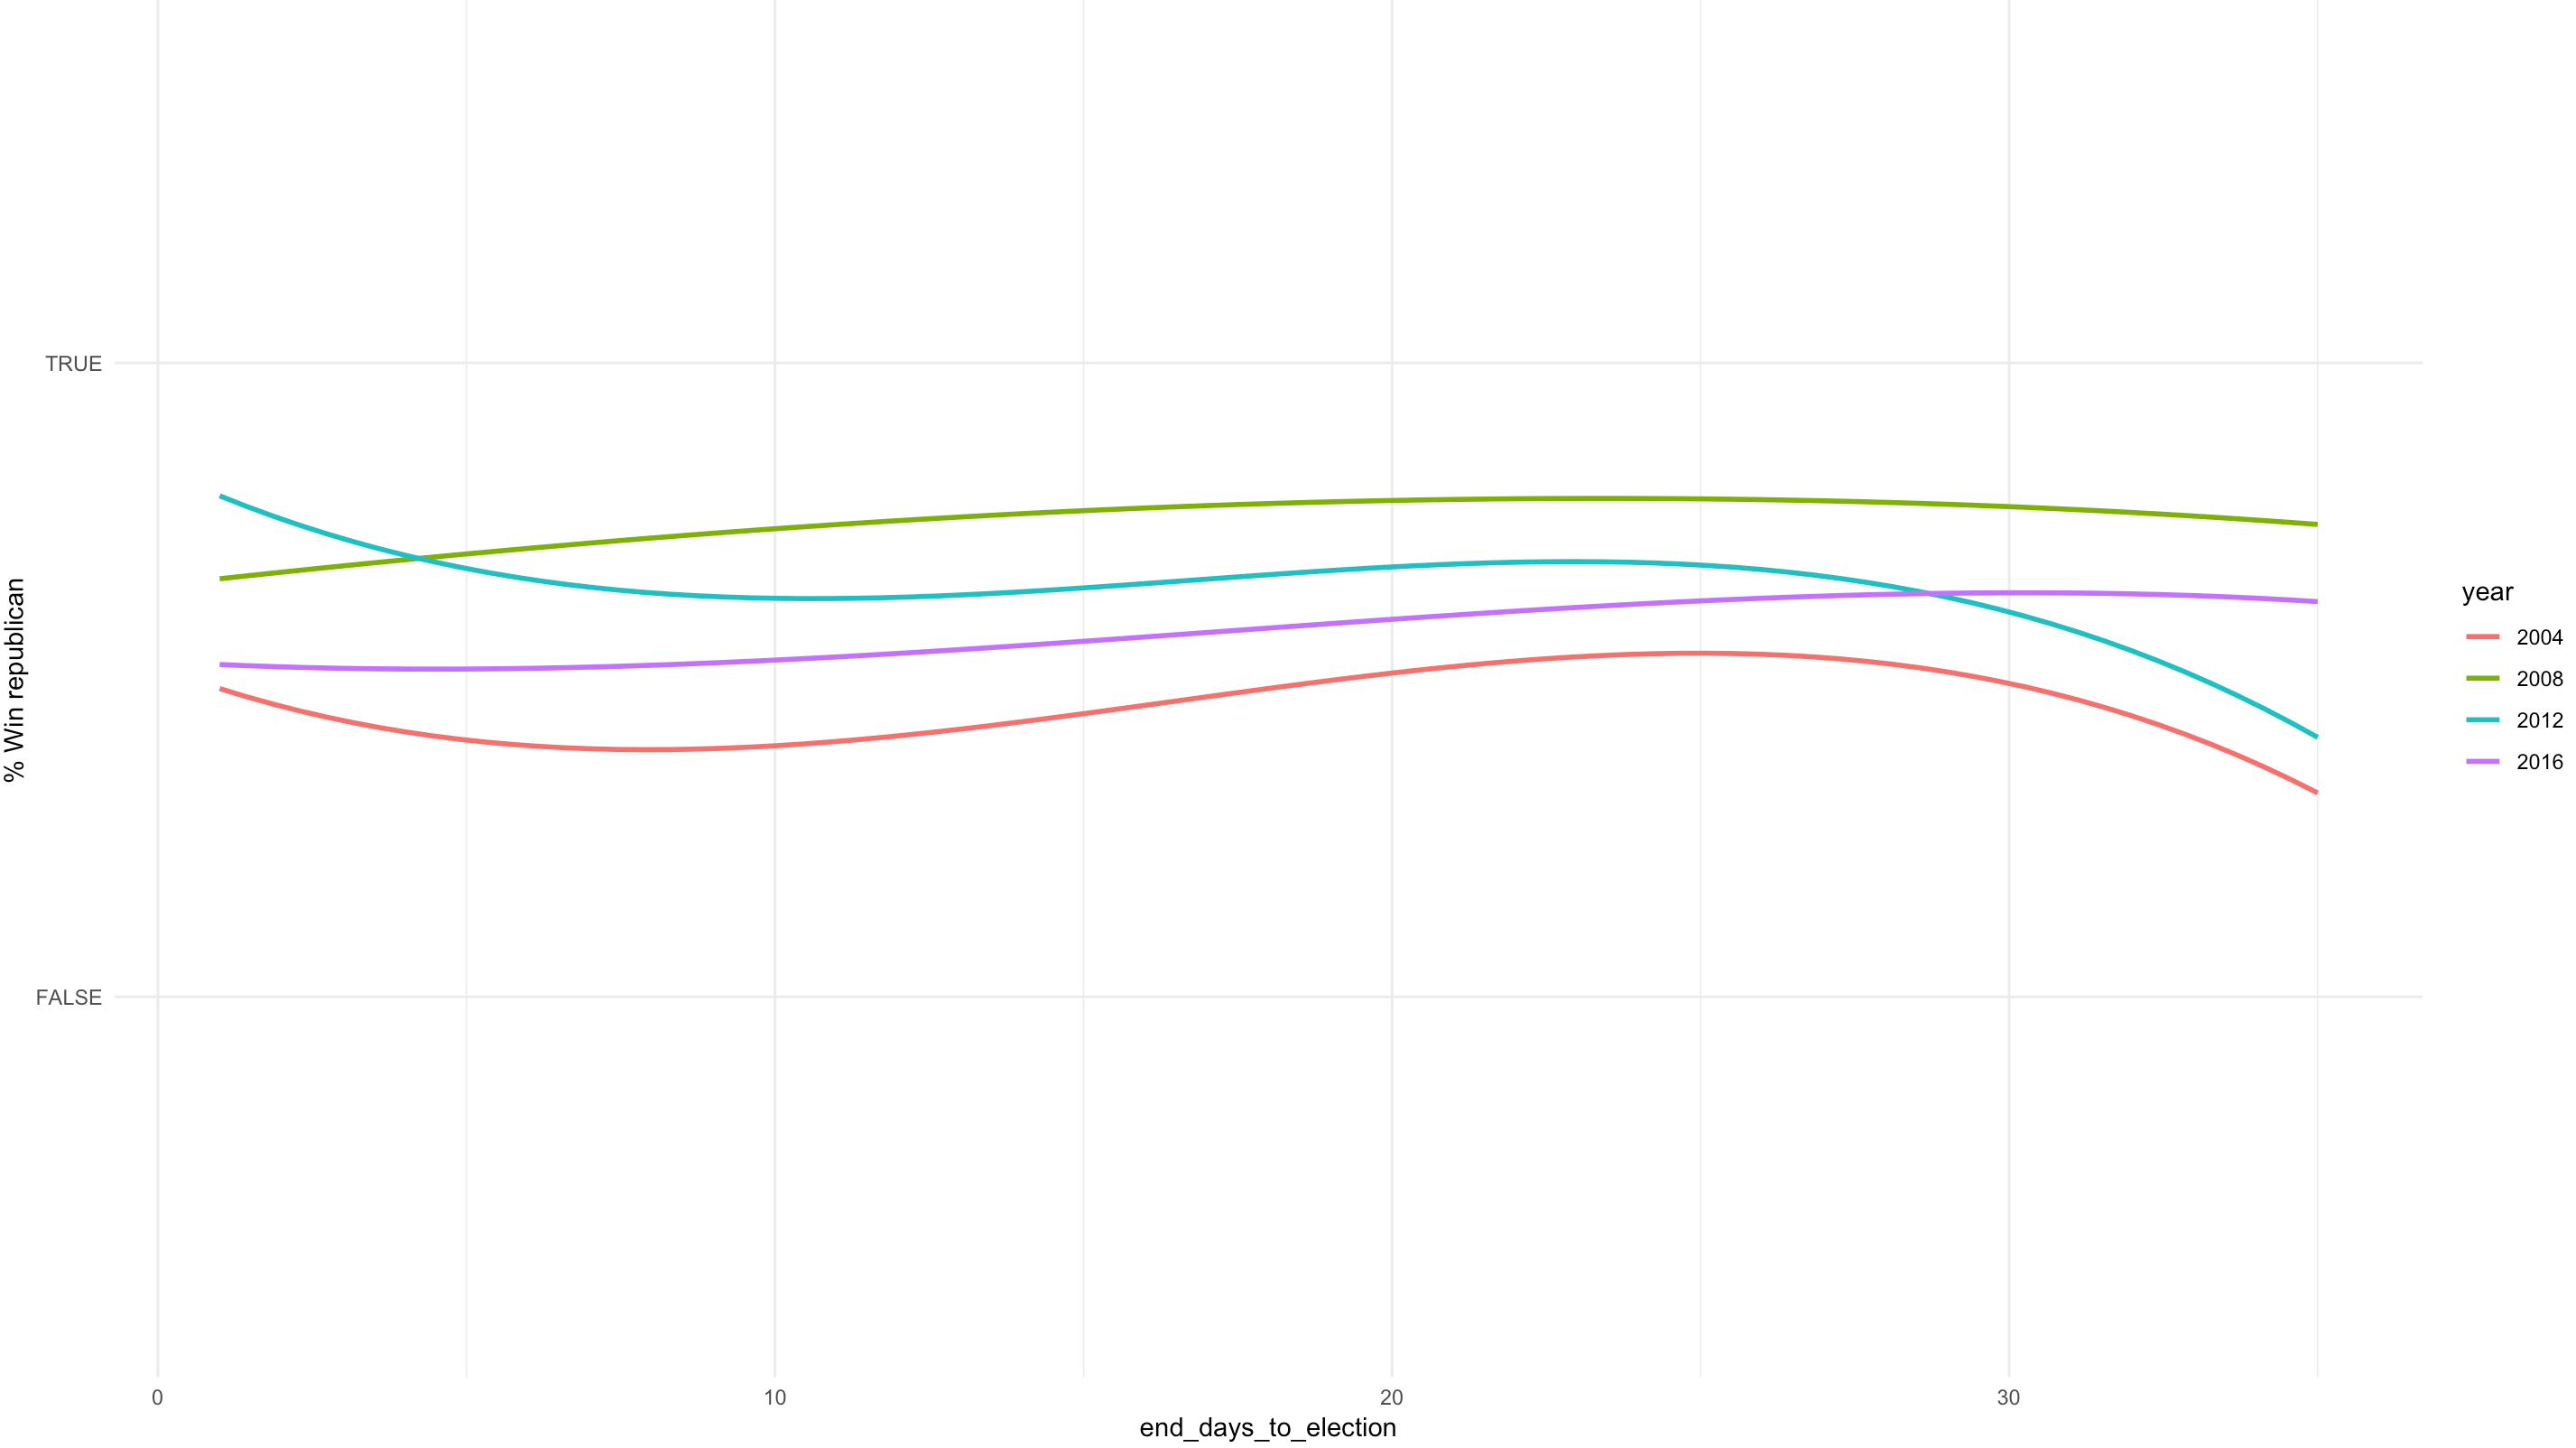 TRUE
FALSE
% Win republican
0
10
20
30
end_days_to_election
year
2004
2008
2012
2016